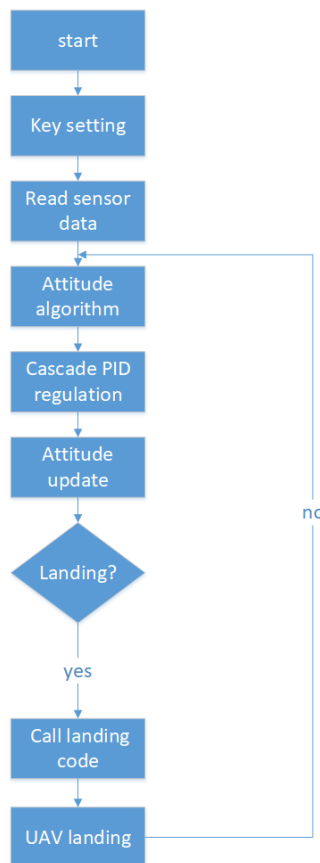 start
Key setting
Read sensor
data
Attitude
algorithm
Cascade PID
regulation
Attitude
update
Landing?
no
yes
Call landing
code
UAV landing